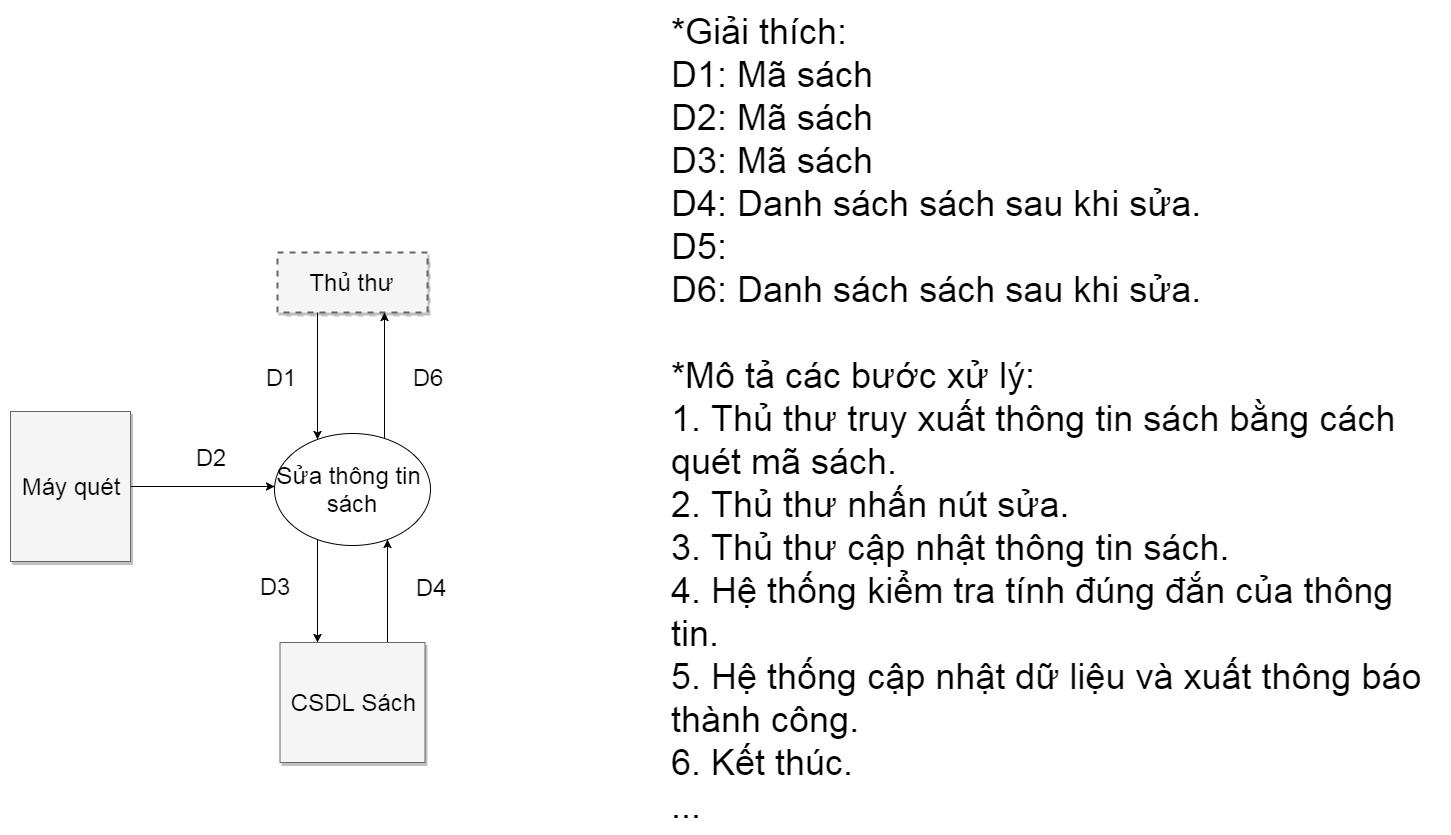 *Giải thích:
D1: Mã sách
D2: Mã sách
D3: Mã sách
D4: Danh sách sách sau khi sửa.
D5:
D6: Danh sách sách sau khi sửa.
*Mô tả các bước xử lý:
1. Thủ thư truy xuất thông tin sách bằng cách
quét mã sách.
2. Thủ thư nhấn nút sửa.
3. Thủ thư cập nhật thông tin sách.
4. Hệ thống kiểm tra tính đúng đắn của thông
tin.
5. Hệ thống cập nhật dữ liệu và xuất thông báo
thành công.
6. Kết thúc.
...
Thủ thư
D1
D6
Máy quét
D2
Sửa thông tin
sách
D3
D4
CSDL Sách